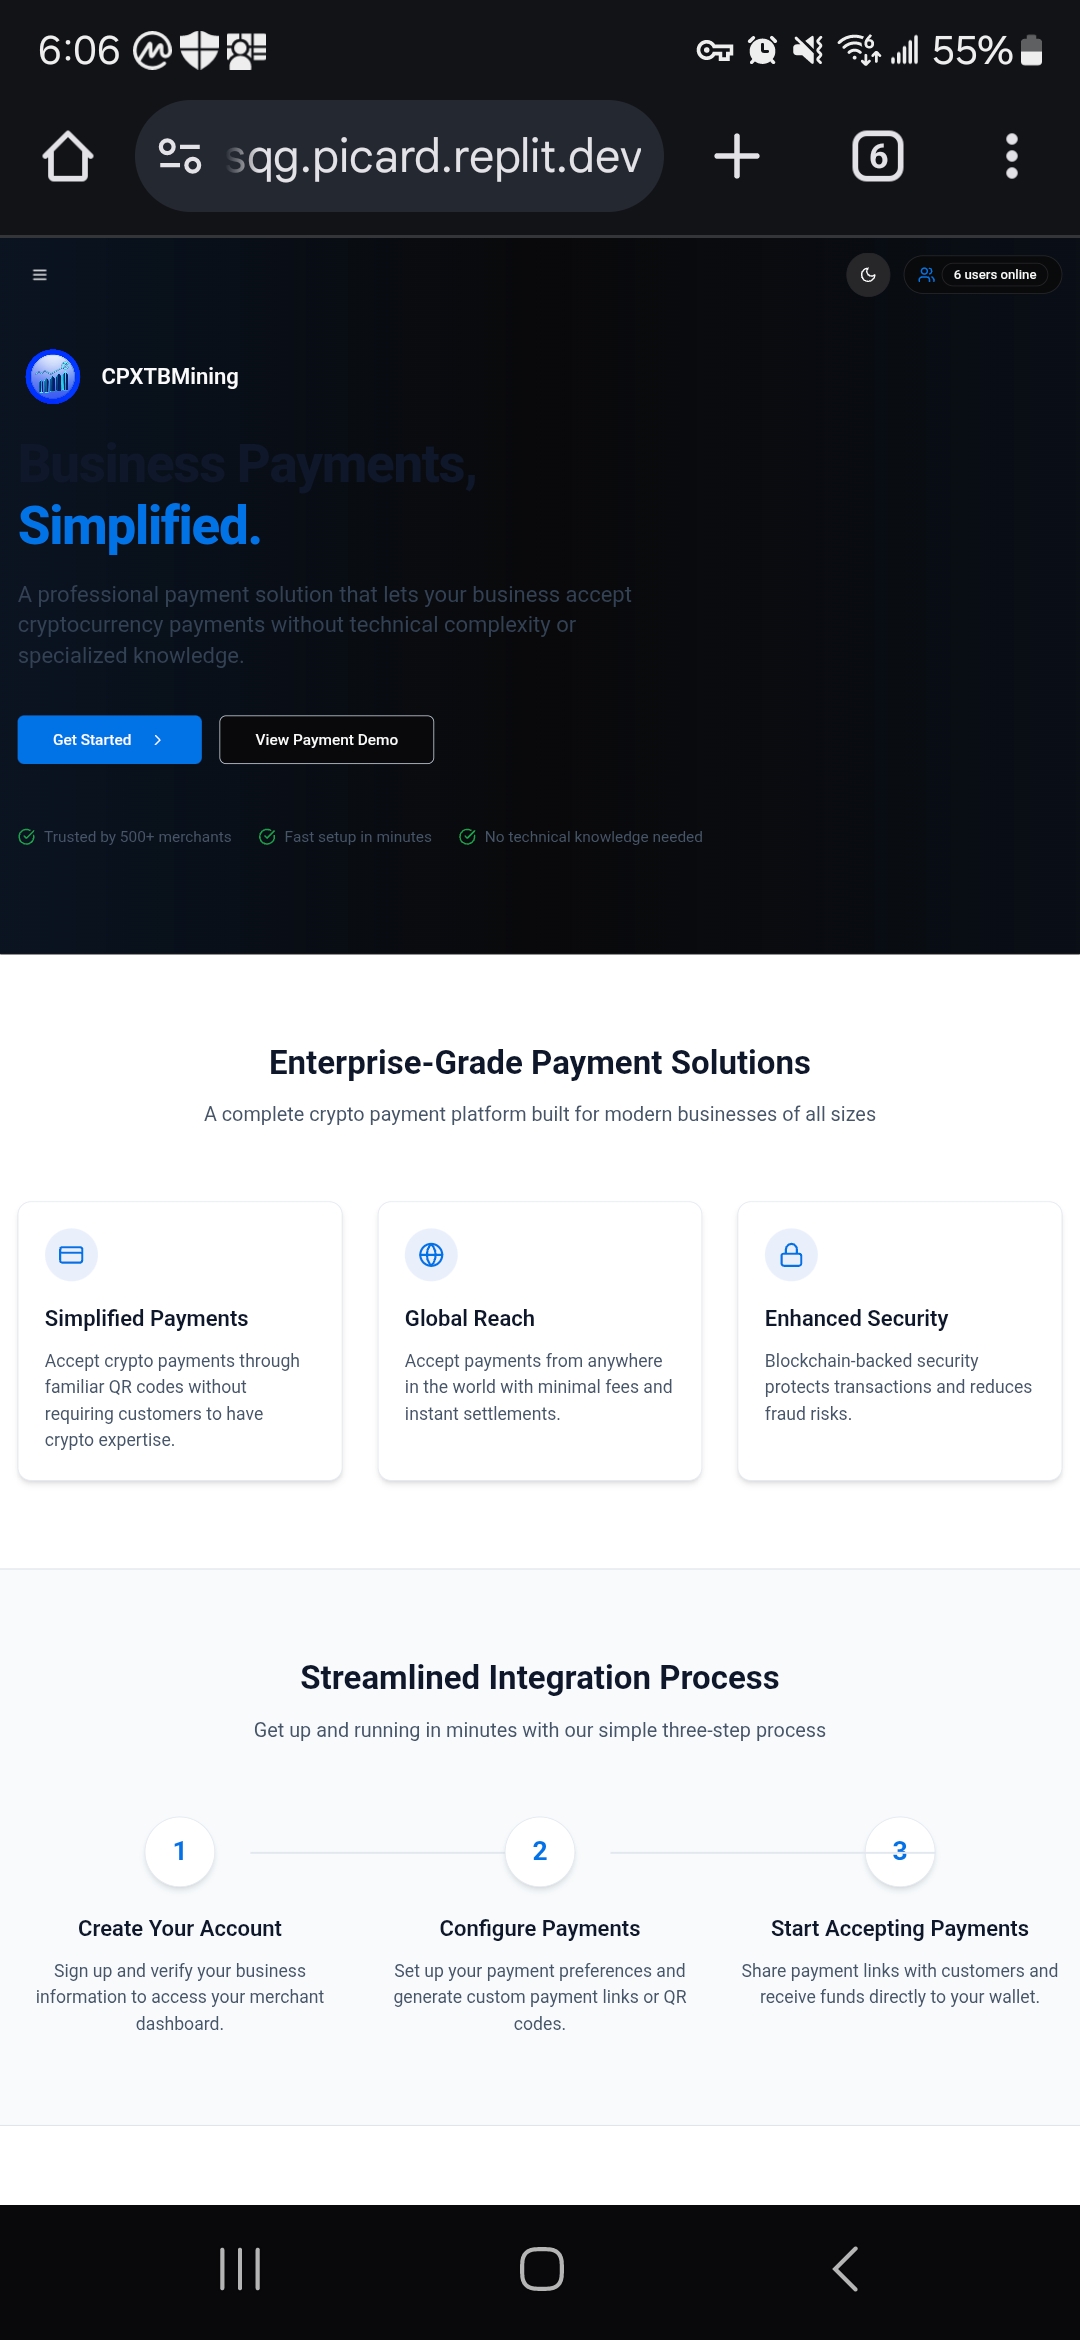 6:06
55%
sqg.picard.replit.dev
6
6 users online
CPXTBMining
Business Payments,
Simplified.
A professional payment solution that lets your business accept
cryptocurrency payments without technical complexity or
specialized knowledge.
Get Started
View Payment Demo
Trusted by 500+ merchants
Fast setup in minutes
No technical knowledge needed
Enterprise-Grade Payment Solutions
A complete crypto payment platform built for modern businesses of all sizes
Simplified Payments
Accept crypto payments through
familiar QR codes without
requiring customers to have
crypto expertise.
Global Reach
Accept payments from anywhere
in the world with minimal fees and
instant settlements.
Enhanced Security
Blockchain-backed security
protects transactions and reduces
fraud risks.
Streamlined Integration Process
Get up and running in minutes with our simple three-step process
1
Create Your Account
Sign up and verify your business
information to access your merchant
dashboard.
2
Configure Payments
Set up your payment preferences and
generate custom payment links or QR
codes.
3
Start Accepting Payments
Share payment links with customers and
receive funds directly to your wallet.